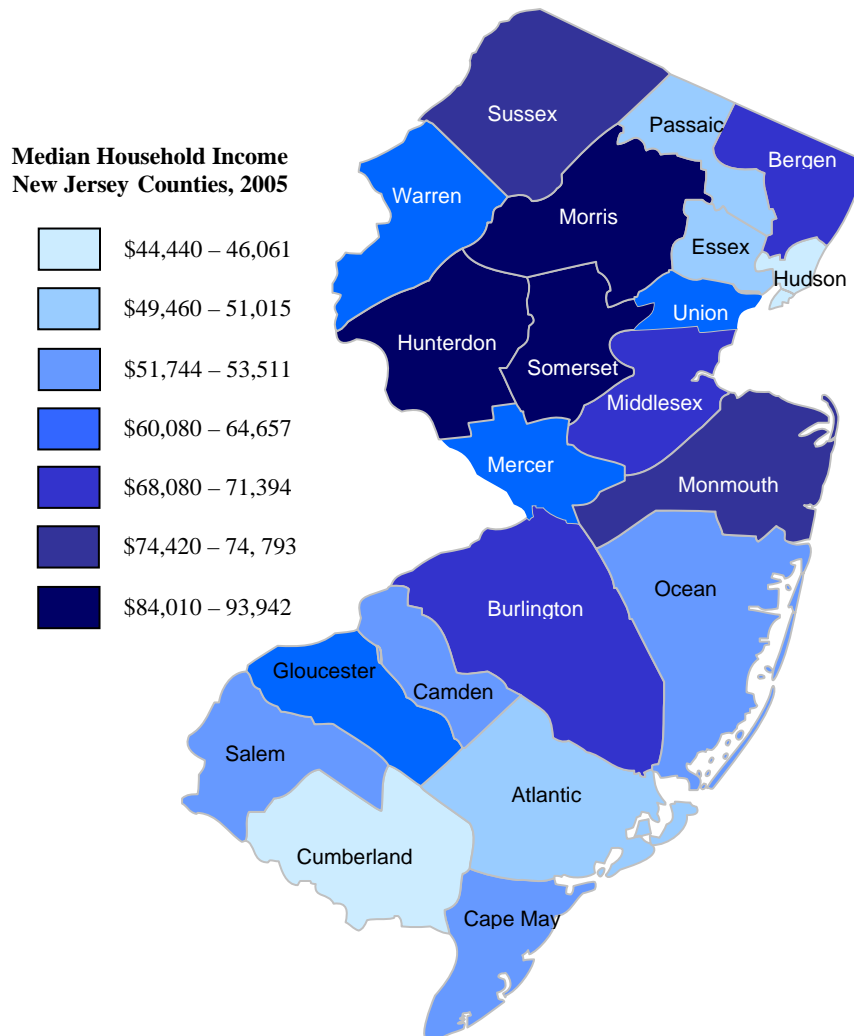 Median Household Income
New Jersey Counties, 2005
$44,440 – 46,061
$49,460 – 51,015
$51,744 – 53,511
$60,080 – 64,657
$68,080 – 71,394
$74,420 – 74, 793
$84,010 – 93,942
Sussex
Passaic
Bergen
Warren
Morris
Essex
Hudson
Union
Hunterdon
Somerset
Middlesex
Mercer
Monmouth
Ocean
Burlington
Gloucester
Camden
Salem
Atlantic
Cumberland
Cape May